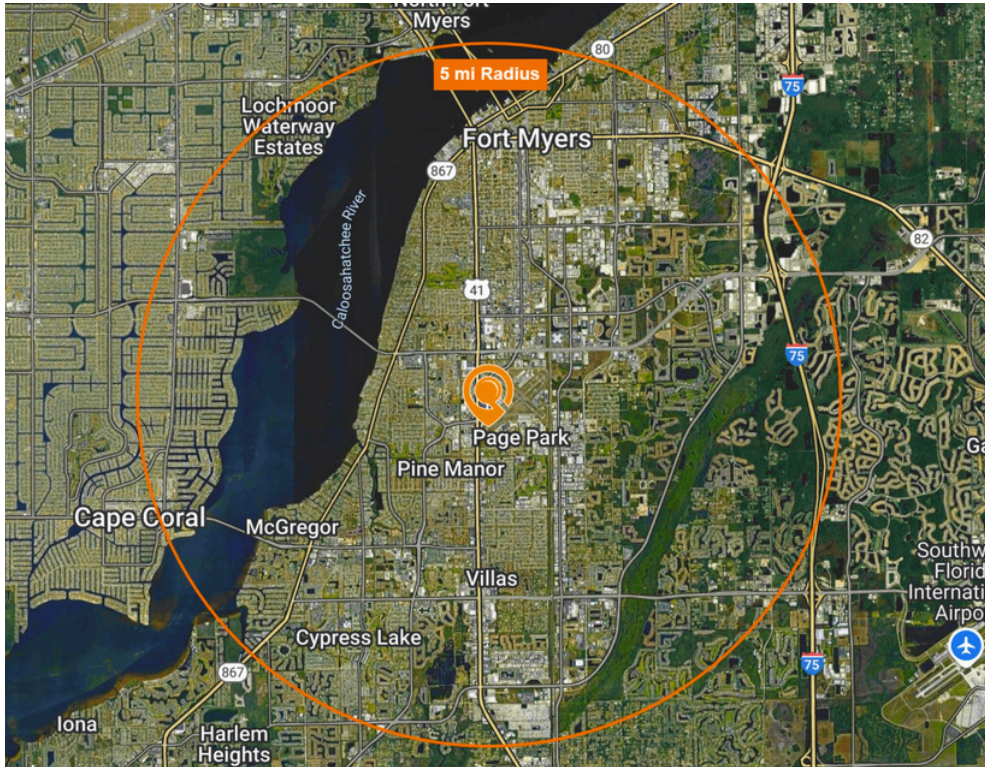 North Fort
Myers
80
5 mi Radius
75
Lochmoor
Waterway
Estates
Fort Myers
867
Caloosahatchee River
82
41
75
Page Park
Pine Manor
Ga
Cape Coral
McGregor
Southw
Florid
Internati
Airpo
Villas
Cypress Lake
867
75
Iona
Harlem
Heights